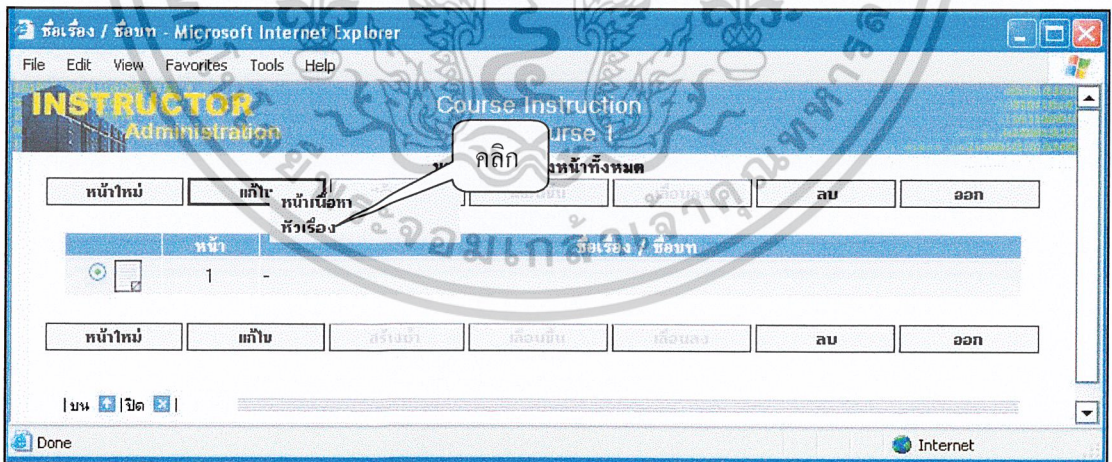 ชื่อเรื่อง / ชื่อบท - Microsoft Internet Explorer
File Edit View Favorites Tools Help
INSTRUCTOR
Administration
Course Instruction
คลิก
หน้าใหม่ แก้ไข ลบ ออก
หน้าเนื้อหา
หัวเรื่อง
หน้า ชื่อเรื่อง / ชื่อบท
1 -
หน้าใหม่ แก้ไข สร้างซ้ำ เลื่อนขึ้น เลื่อนลง ลบ ออก
|บน |ปิด |
Done Internet